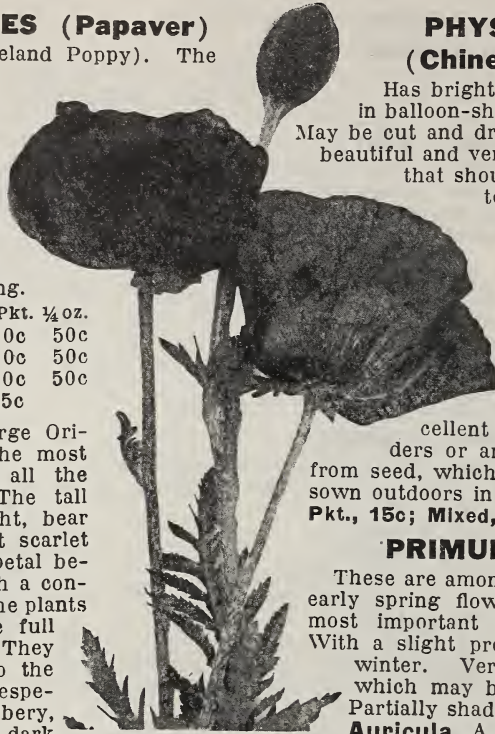 ES (Papaver)
eland Poppy). The
ng.
Pkt. ¼ oz.
0c 50c
0c 50c
0c 50c
5c
rge Ori-
he most
all the
The tall
ht, bear
t scarlet
petal be-
h a con-
he plants
e full
They
o the
espe-
bery,
dark
PHYS
(Chine
Has bright
in balloon-sh
May be cut and dr
beautiful and ver
that shou
to
cellent
ders or ar
from seed, which
sown outdoors in
Pkt., 15c; Mixed,
PRIMUL
These are amon
early spring flow
most important
With a slight pro
winter. Ver
which may b
Partially shad
Auricula. A